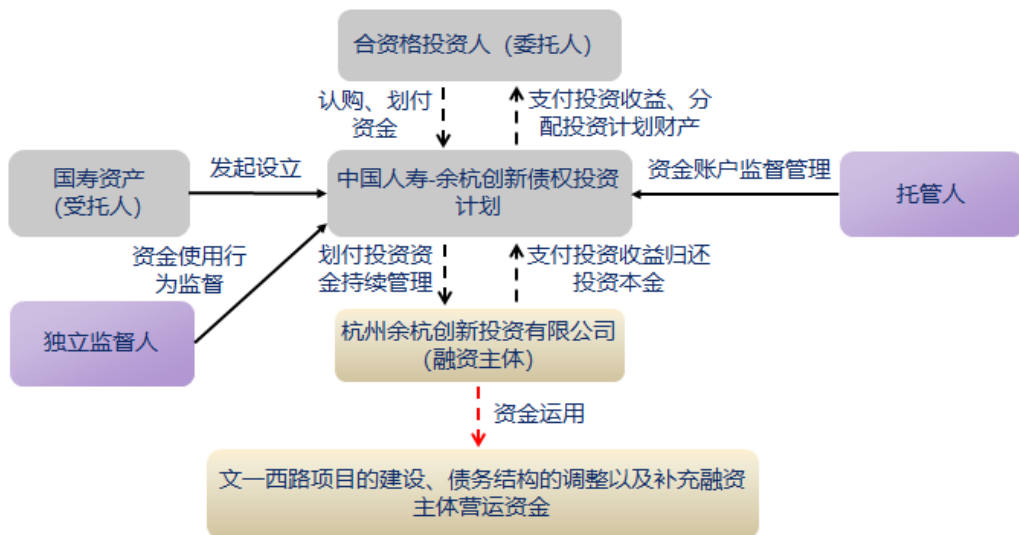 合资格投资人（委托人）
认购、划付
资金
支付投资收益、分
配投资计划财产
国寿资产
(受托人)
发起设立
中国人寿-余杭创新债权投资
计划
资金账户监督管理
托管人
资金使用行
为监督
划付投资资
金持续管理
支付投资收益归还
投资本金
独立监督人
杭州余杭创新投资有限公司
(融资主体)
资金运用
文一西路项目的建设、债务结构的调整以及补充融资
主体营运资金